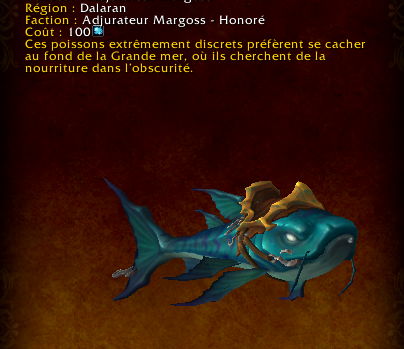 Région : Dalaran
Faction : Adjurateur Margoss - Honoré
Coût : 100
Ces poissons extrêmement discrets préfèrent se cacher
au fond de la Grande mer, où ils cherchent de la
nourriture dans l'obscurité.